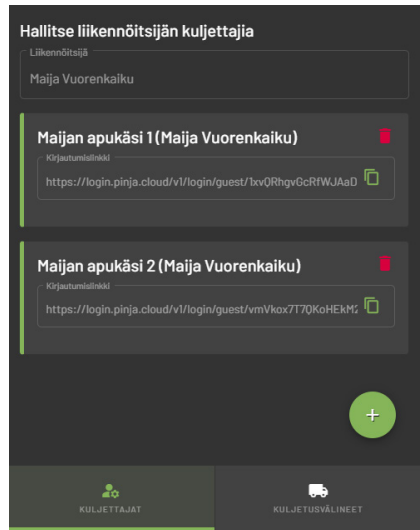 Hallitse liikennöitsijän kuljettajia
Liikennöitsijä
Maija Vuorenkaiku
Maijan apukäsi 1 (Maija Vuorenkaiku)
Kirjautumislinkki
https://login.pinja.cloud/v1/login/guest/1xvQRhgvGcRfWJAaD
Maijan apukäsi 2 (Maija Vuorenkaiku)
Kirjautumislinkki
https://login.pinja.cloud/v1/login/guest/vmVkox7T7QKoHEkM2
KULJETTAJAT
KULJETUSVÄLINEET